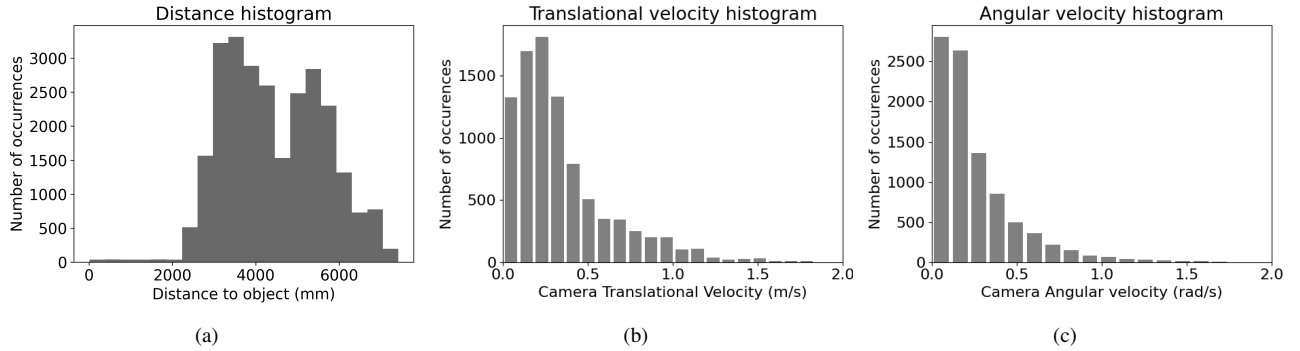 Distance histogram
Number of occurrences
3000
2500
2000
1500
1000
500
0
0 2000 4000 6000
Distance to object (mm)
(a)
Translational velocity histogram
Number of occurences
1500
1000
500
0
0.0 0.5 1.0 1.5 2.0
Camera Translational Velocity (m/s)
(b)
Angular velocity histogram
Number of occurences
2500
2000
1500
1000
500
0
0.0 0.5 1.0 1.5 2.0
Camera Angular velocity (rad/s)
(c)